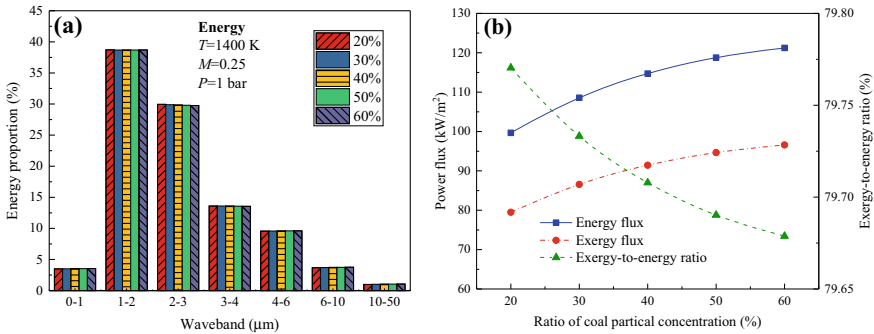 (a)
Energy
T=1400 K
M=0.25
P=1 bar
20%
30%
40%
50%
60%
Energy proportion (%)
45
40
35
30
25
20
15
10
5
0
0-1 1-2 2-3 3-4 4-6 6-10 10-50
Waveband (μm)
(b)
Power flux (kW/m²)
130
120
110
100
90
80
70
60
Energy flux
Exergy flux
Exergy-to-energy ratio
79.80
79.75
79.70
79.65
Exergy-to-energy ratio (%)
20 30 40 50 60
Ratio of coal partical concentration (%)